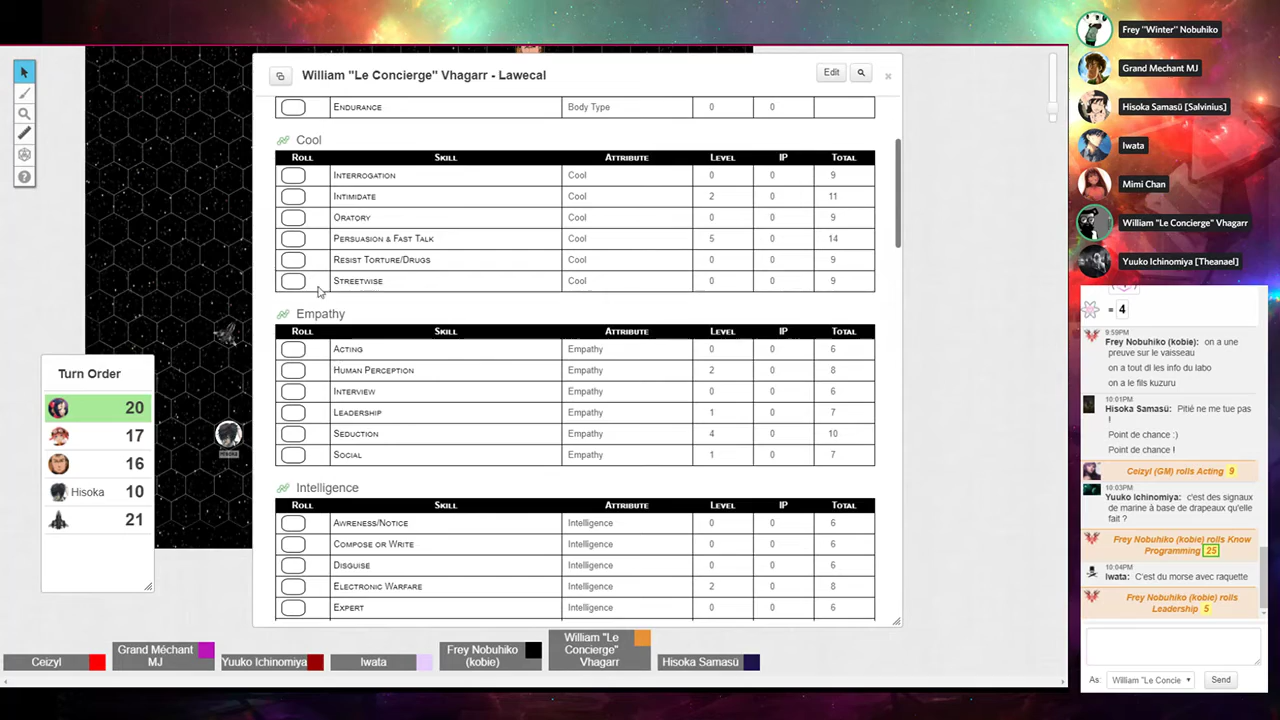 William "Le Concierge" Vhagarr - Lawecal
Edit
Endurance Body Type 0 0
Cool
Roll Skill Attribute Level IP Total
Interrogation Cool 0 0 9
Intimidate Cool 2 0 11
Oratory Cool 0 0 9
Persuasion & Fast Talk Cool 5 0 14
Resist Torture/Drugs Cool 0 0 9
Streetwise Cool 0 0 9
Empathy
Roll Skill Attribute Level IP Total
Acting Empathy 0 0 6
Human Perception Empathy 2 0 8
Interview Empathy 0 0 6
Leadership Empathy 1 0 7
Seduction Empathy 4 0 10
Social Empathy 1 0 7
Intelligence
Roll Skill Attribute Level IP Total
Awreness/Notice Intelligence 0 0 6
Compose or Write Intelligence 0 0 6
Disguise Intelligence 0 0 6
Electronic Warfare Intelligence 2 0 8
Expert Intelligence 0 0 6
Turn Order
20
17
16
Hisoka 10
21
HISOKA
Ceizyl
Grand Méchant
MJ
Yuuko Ichinomiya
Iwata
Frey Nobuhiko
(kobie)
William "Le
Concierge"
Vhagarr
Hisoka Samasü
Frey "Winter" Nobuhiko
Grand Mechant MJ
Hisoka Samasü [Salvinius]
Iwata
Mimi Chan
William "Le Concierge" Vhagarr
Yuuko Ichinomiya [Theanael]
= 4
9:59PM
Frey Nobuhiko (kobie): on a une
preuve sur le vaisseau
on a tout dl les info du labo
on a le fils kuzuru
10:01PM
Hisoka Samasü: Pitié ne me tue pas
!
Point de chance :)
Point de chance !
Ceizyl (GM) rolls Acting 9
10:03PM
Yuuko Ichinomiya: c'est des signaux
de marine à base de drapeaux qu'elle
fait ?
Frey Nobuhiko (kobie) rolls Know
Programming 25
10:04PM
Iwata: C'est du morse avec raquette
Frey Nobuhiko (kobie) rolls
Leadership 5
As: William "Le Concie
Send